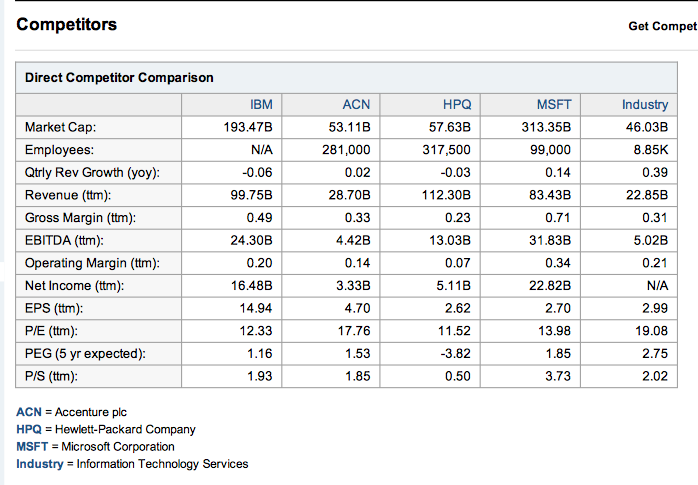 Competitors
Get Compet
Direct Competitor Comparison
IBM ACN HPQ MSFT Industry
Market Cap: 193.47B 53.11B 57.63B 313.35B 46.03B
Employees: N/A 281,000 317,500 99,000 8.85K
Qtrly Rev Growth (yoy): -0.06 0.02 -0.03 0.14 0.39
Revenue (ttm): 99.75B 28.70B 112.30B 83.43B 22.85B
Gross Margin (ttm): 0.49 0.33 0.23 0.71 0.31
EBITDA (ttm): 24.30B 4.42B 13.03B 31.83B 5.02B
Operating Margin (ttm): 0.20 0.14 0.07 0.34 0.21
Net Income (ttm): 16.48B 3.33B 5.11B 22.82B N/A
EPS (ttm): 14.94 4.70 2.62 2.70 2.99
P/E (ttm): 12.33 17.76 11.52 13.98 19.08
PEG (5 yr expected): 1.16 1.53 -3.82 1.85 2.75
P/S (ttm): 1.93 1.85 0.50 3.73 2.02
ACN = Accenture plc
HPQ = Hewlett-Packard Company
MSFT = Microsoft Corporation
Industry = Information Technology Services